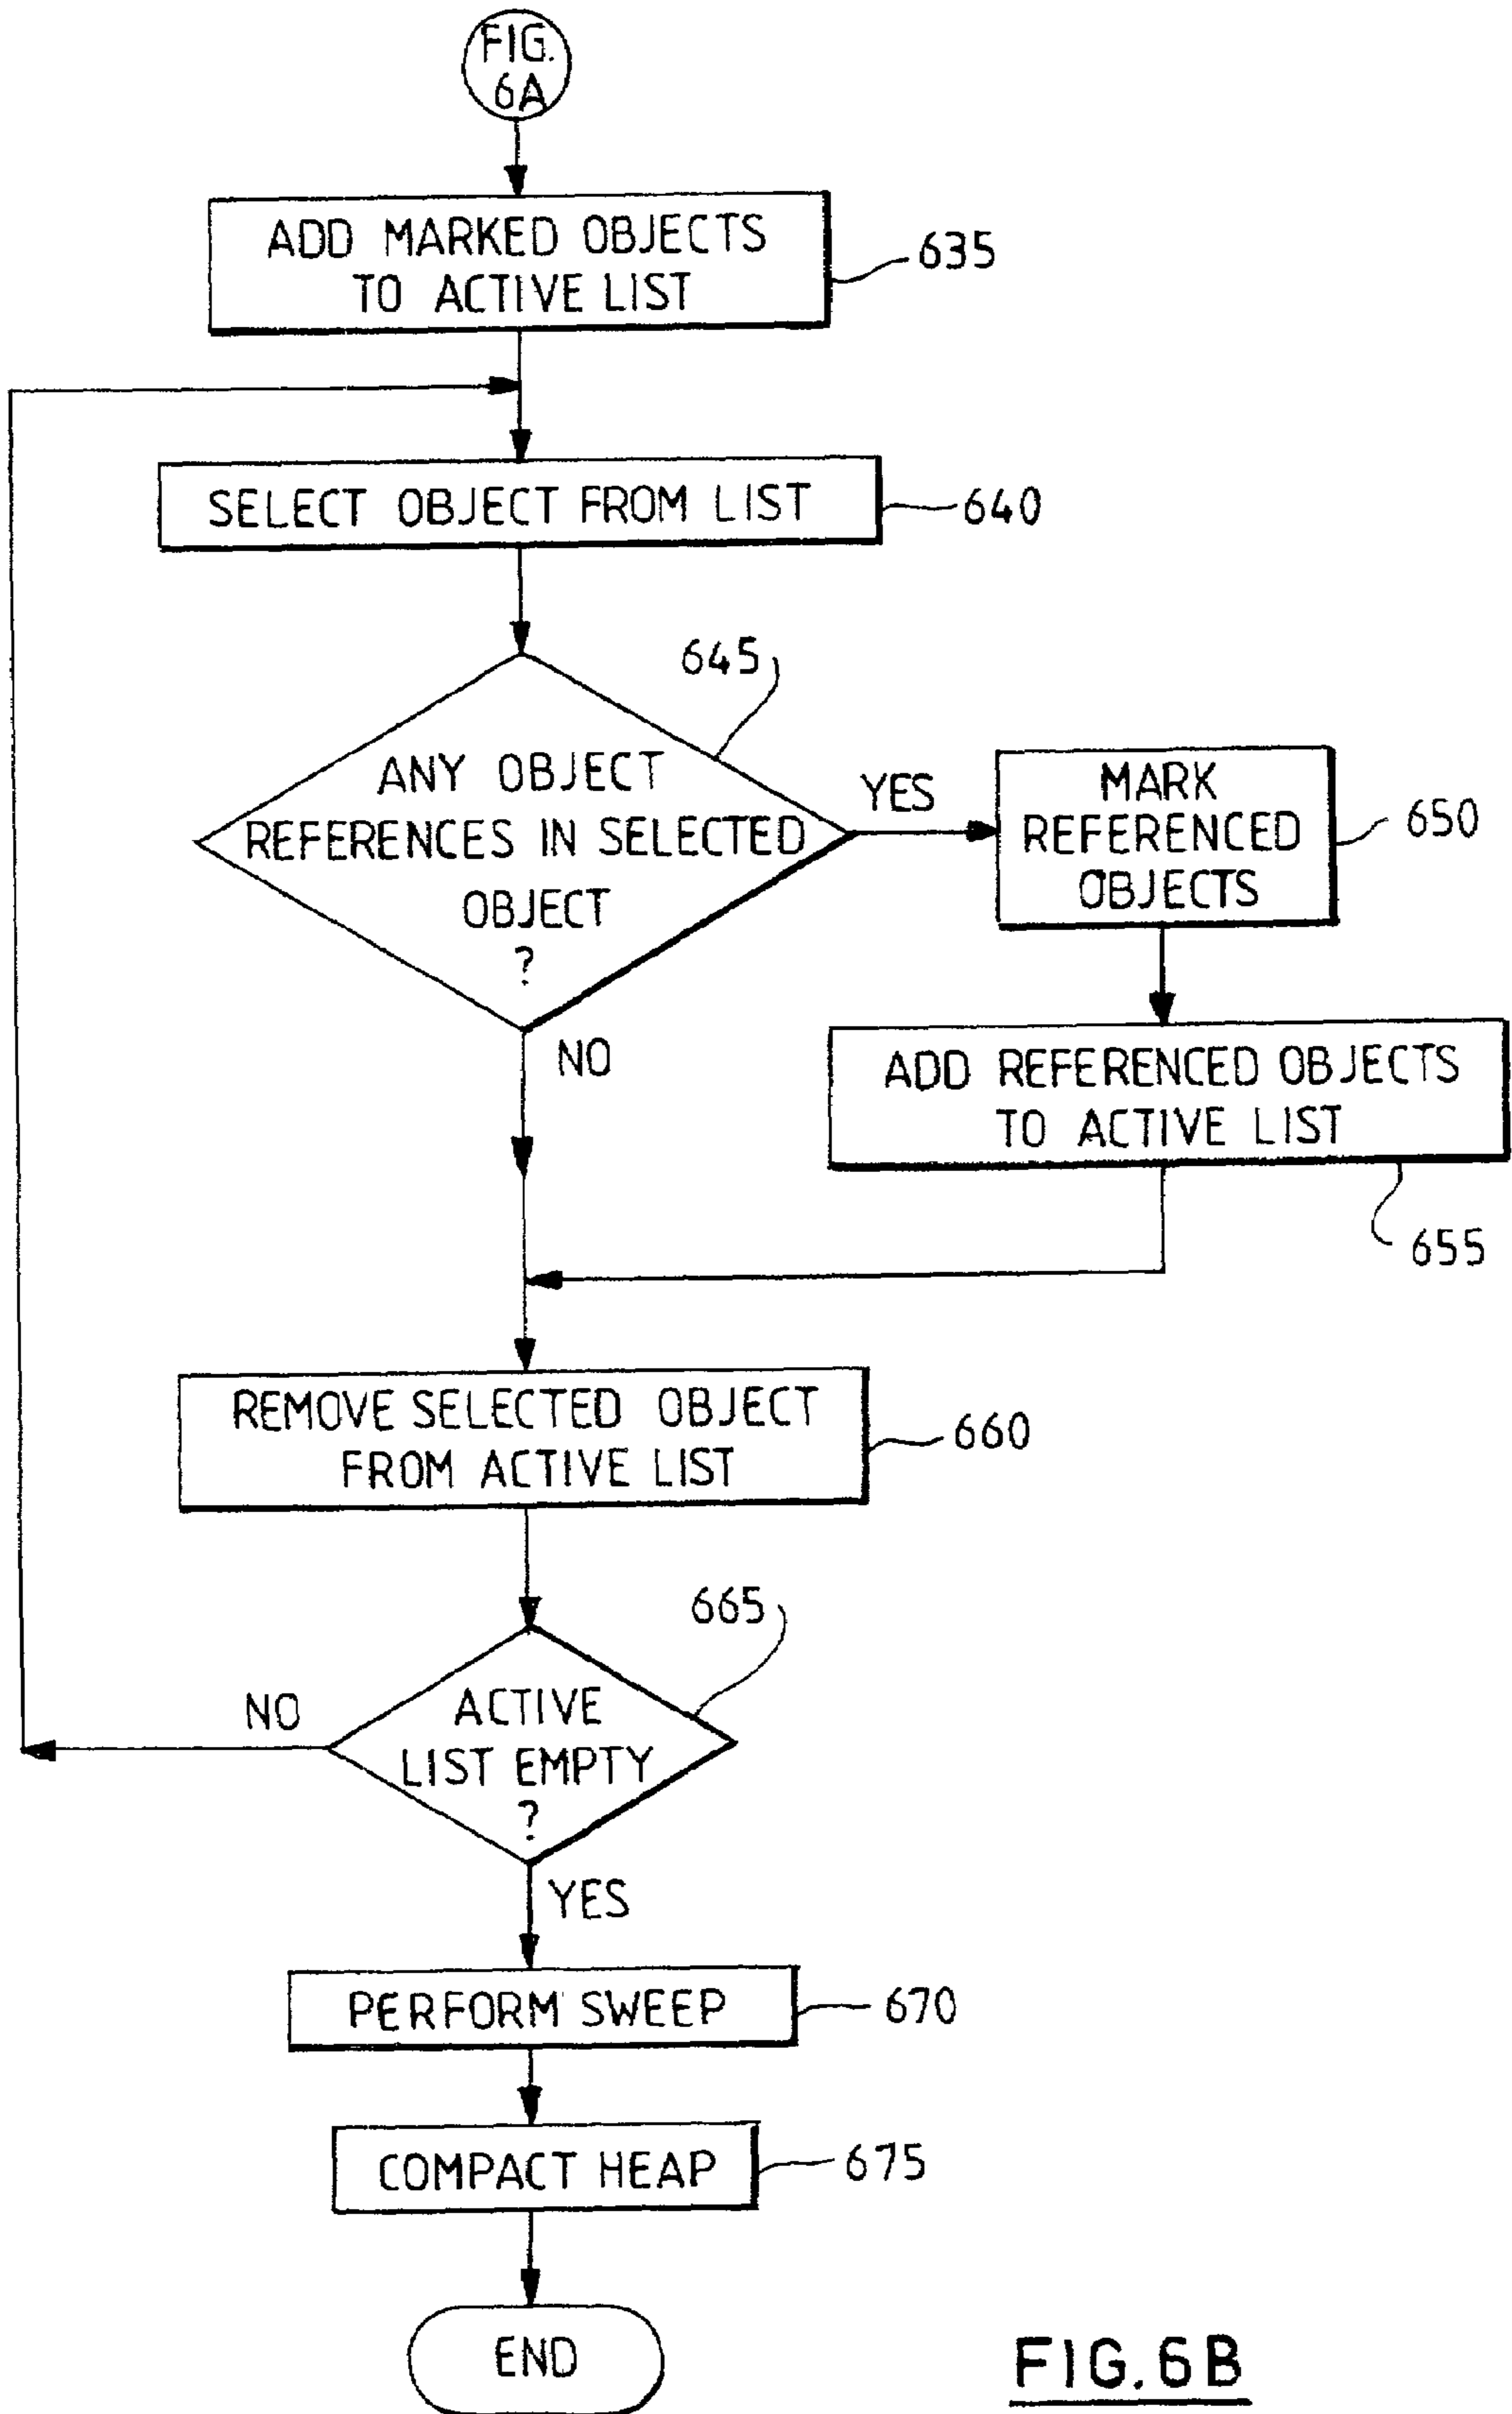 FIG.
6A
ADD MARKED OBJECTS
TO ACTIVE LIST
635
SELECT OBJECT FROM LIST
640
645
ANY OBJECT
REFERENCES IN SELECTED
OBJECT
?
YES
MARK
REFERENCED
OBJECTS
650
NO
ADD REFERENCED OBJECTS
TO ACTIVE LIST
655
REMOVE SELECTED OBJECT
FROM ACTIVE LIST
660
665
NO
ACTIVE
LIST EMPTY
?
YES
PERFORM SWEEP
670
COMPACT HEAP
675
END
FIG. 6B